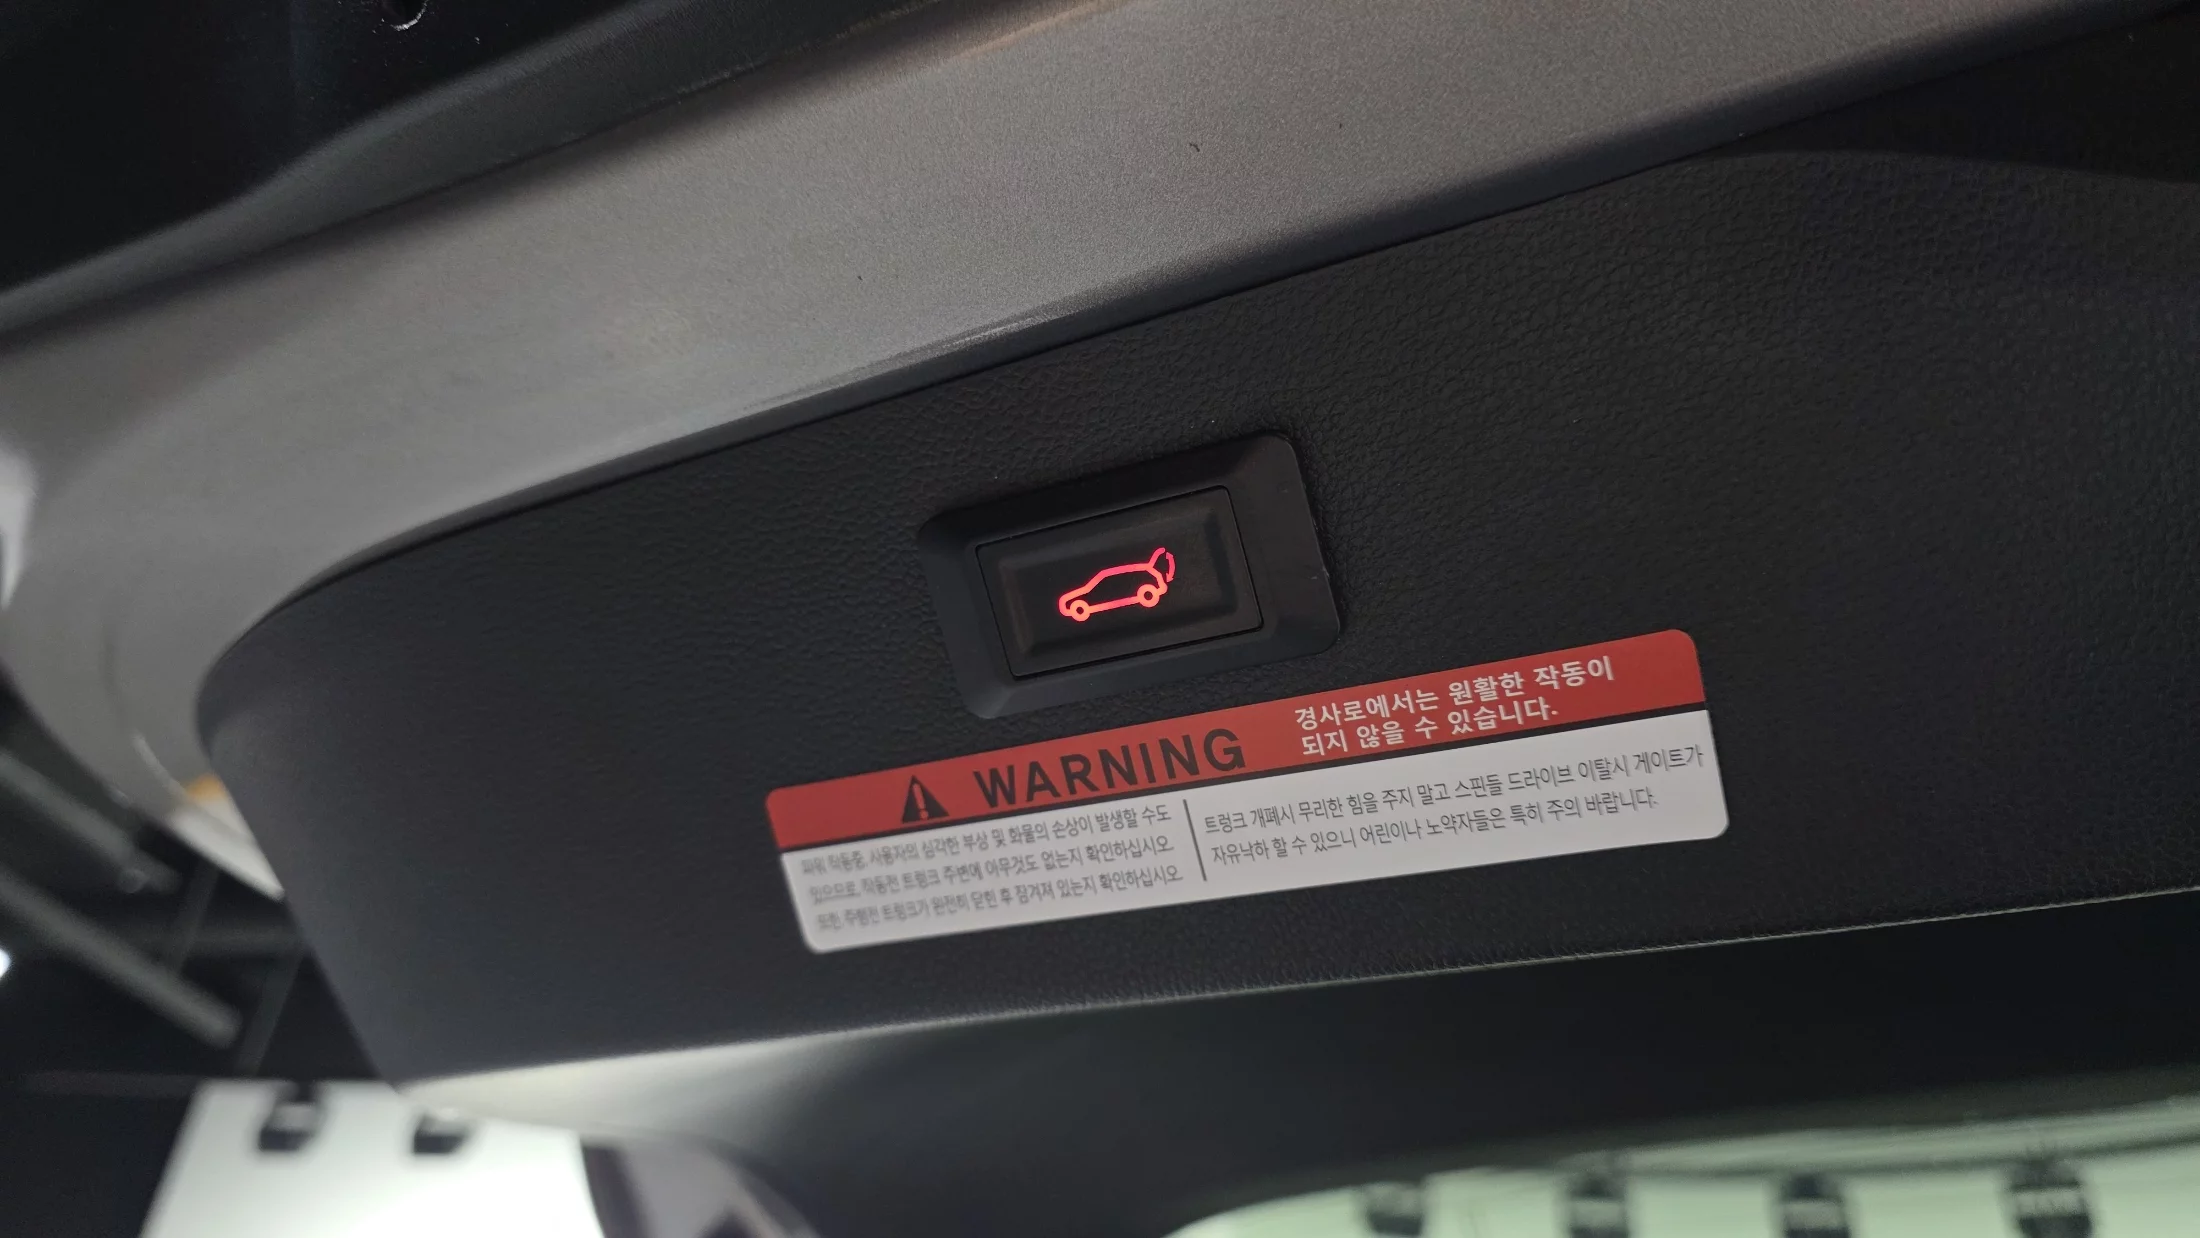 WARNING
경사로에서는 원활한 작동이
되지 않을 수 있습니다.
파워 작동중, 사용자의 심각한 부상 및 화물의 손상이 발생할 수도
있으므로, 작동전 트렁크 주변에 아무것도 없는지 확인하십시오.
또한, 주행전 트렁크가 완전히 닫힌 후 잠겨져 있는지 확인하십시오.
트렁크 개폐시 무리한 힘을 주지 말고 스핀들 드라이브 이탈시 게이트가
자유낙하 할 수 있으니 어린이나 노약자들은 특히 주의 바랍니다.